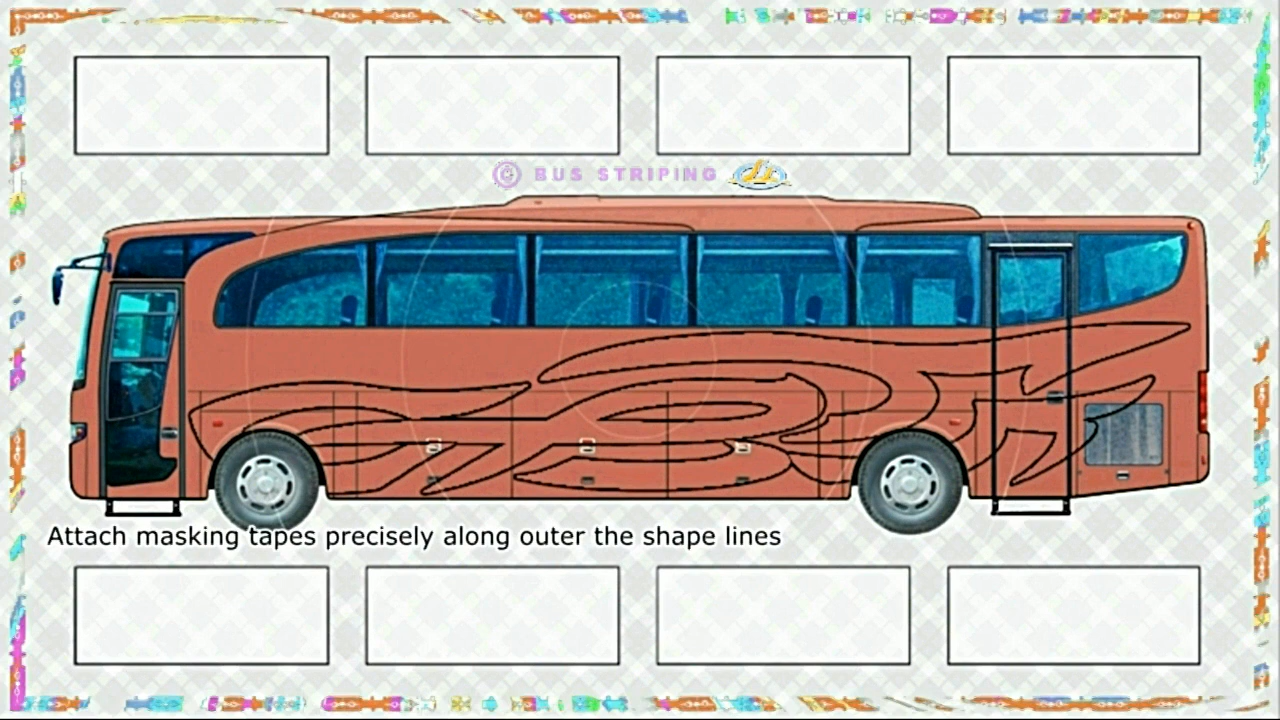 © BUS STRIPING
Attach masking tapes precisely along outer the shape lines